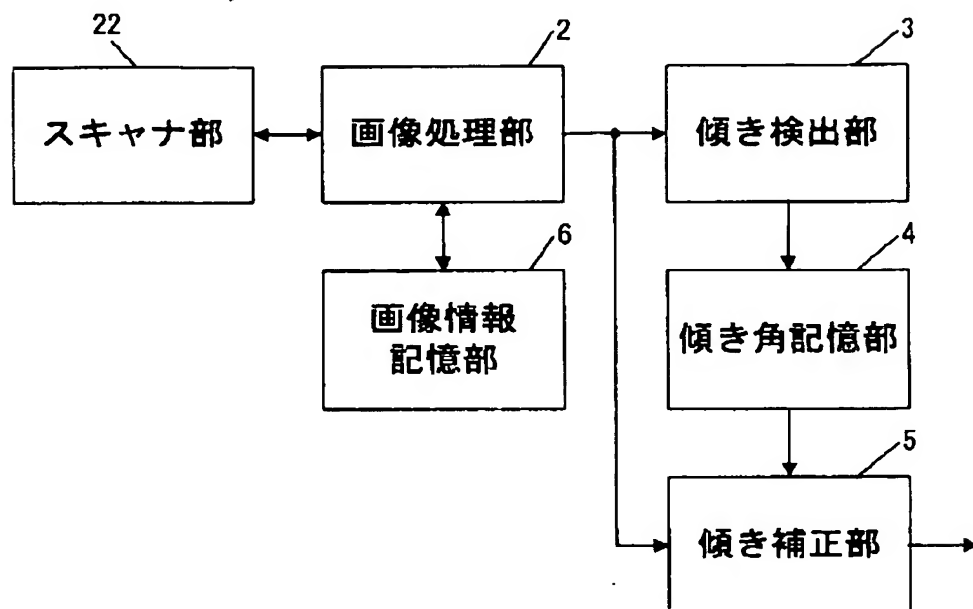 22
2
3
スキャナ部
画像処理部
傾き検出部
6
4
画像情報
記憶部
傾き角記憶部
5
傾き補正部